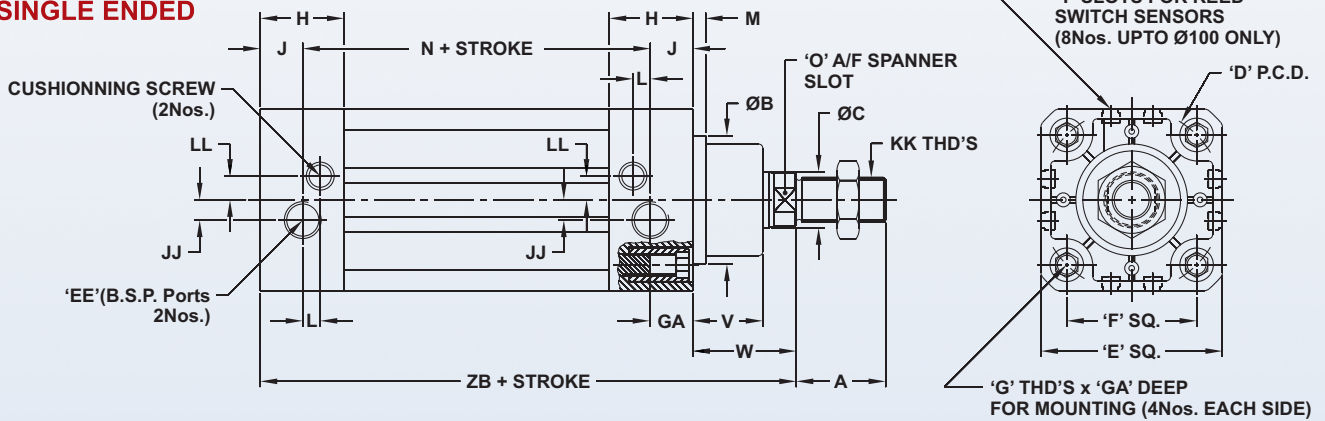 SINGLE ENDED
H
H
M
J
N + STROKE
J
L
'O' A/F SPANNER
SLOT
CUSHIONNING SCREW
(2Nos.)
ØB
ØC
LL
LL
KK THD'S
JJ
JJ
'EE'(B.S.P. Ports
2Nos.)
L
GA
V
W
ZB + STROKE
A
SWITCH SENSORS
(8Nos. UPTO Ø100 ONLY)
'D' P.C.D.
'F' SQ.
'E' SQ.
'G' THD'S x 'GA' DEEP
FOR MOUNTING (4Nos. EACH SIDE)